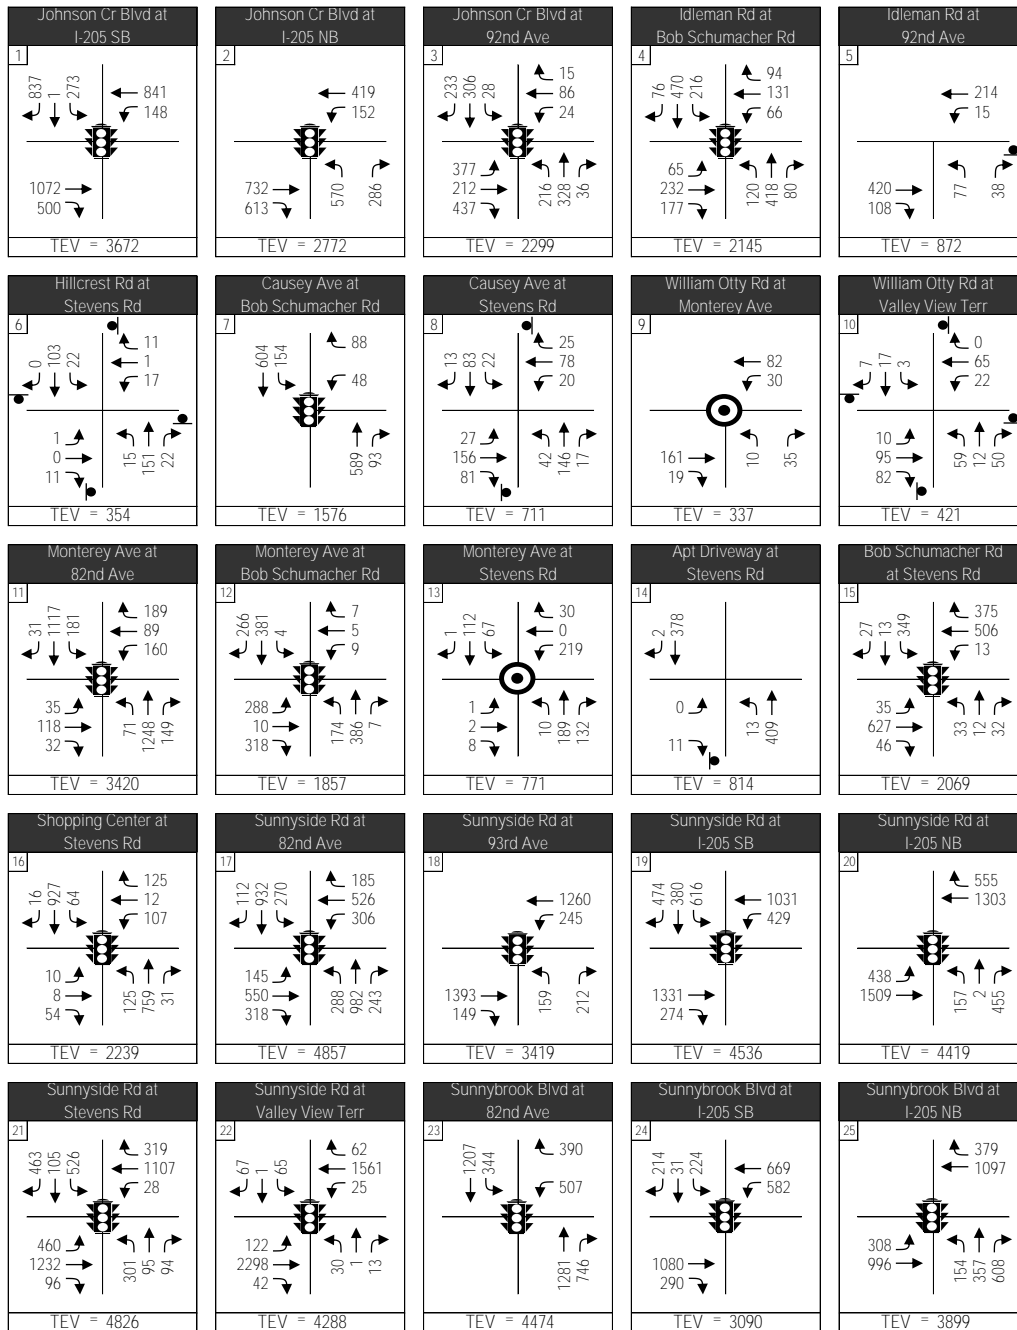 Johnson Cr Blvd at
I-205 SB
1
837 1 273
841
148
1072
500
TEV = 3672
Johnson Cr Blvd at
I-205 NB
2
419
152
732
613
570 286
TEV = 2772
Johnson Cr Blvd at
92nd Ave
3
233 306 28
15
86
24
377
212
437
216 328 36
TEV = 2299
Idleman Rd at
Bob Schumacher Rd
4
76 470 216
94
131
66
65
232
177
120 418 80
TEV = 2145
Idleman Rd at
92nd Ave
5
214
15
420
108
77 38
TEV = 872
Hillcrest Rd at
Stevens Rd
6
0 103 22
11
1
17
1
0
11
15 151 22
TEV = 354
Causey Ave at
Bob Schumacher Rd
7
604 154
88
48
589 93
TEV = 1576
Causey Ave at
Stevens Rd
8
13 83 22
25
78
20
27
156
81
42 146 17
TEV = 711
William Otty Rd at
Monterey Ave
9
82
30
161
19
10 35
TEV = 337
William Otty Rd at
Valley View Terr
10
7 17 3
0
65
22
10
95
82
59 12 50
TEV = 421
Monterey Ave at
82nd Ave
11
31 1117 181
189
89
160
35
118
32
71 1248 149
TEV = 3420
Monterey Ave at
Bob Schumacher Rd
12
266 381 4
7
5
9
288
10
318
174 386 7
TEV = 1857
Monterey Ave at
Stevens Rd
13
1 112 67
30
0
219
1
2
8
10 189 132
TEV = 771
Apt Driveway at
Stevens Rd
14
2 378
0
11
13 409
TEV = 814
Bob Schumacher Rd
at Stevens Rd
15
27 13 349
375
506
13
35
627
46
33 12 32
TEV = 2069
Shopping Center at
Stevens Rd
16
16 927 64
125
12
107
10
8
54
125 759 31
TEV = 2239
Sunnyside Rd at
82nd Ave
17
112 932 270
185
526
306
145
550
318
288 982 243
TEV = 4857
Sunnyside Rd at
93rd Ave
18
1260
245
1393
149
159 212
TEV = 3419
Sunnyside Rd at
I-205 SB
19
474 380 616
1031
429
1331
274
TEV = 4536
Sunnyside Rd at
I-205 NB
20
555
1303
438
1509
157 2 455
TEV = 4419
Sunnyside Rd at
Stevens Rd
21
463 105 526
319
1107
28
460
1232
96
301 95 94
TEV = 4826
Sunnyside Rd at
Valley View Terr
22
67 1 65
62
1561
25
122
2298
42
30 1 13
TEV = 4288
Sunnybrook Blvd at
82nd Ave
23
1207 344
390
507
1281 746
TEV = 4474
Sunnybrook Blvd at
I-205 SB
24
214 31 224
669
582
1080
290
TEV = 3090
Sunnybrook Blvd at
I-205 NB
25
379
1097
308
996
154 357 608
TEV = 3899